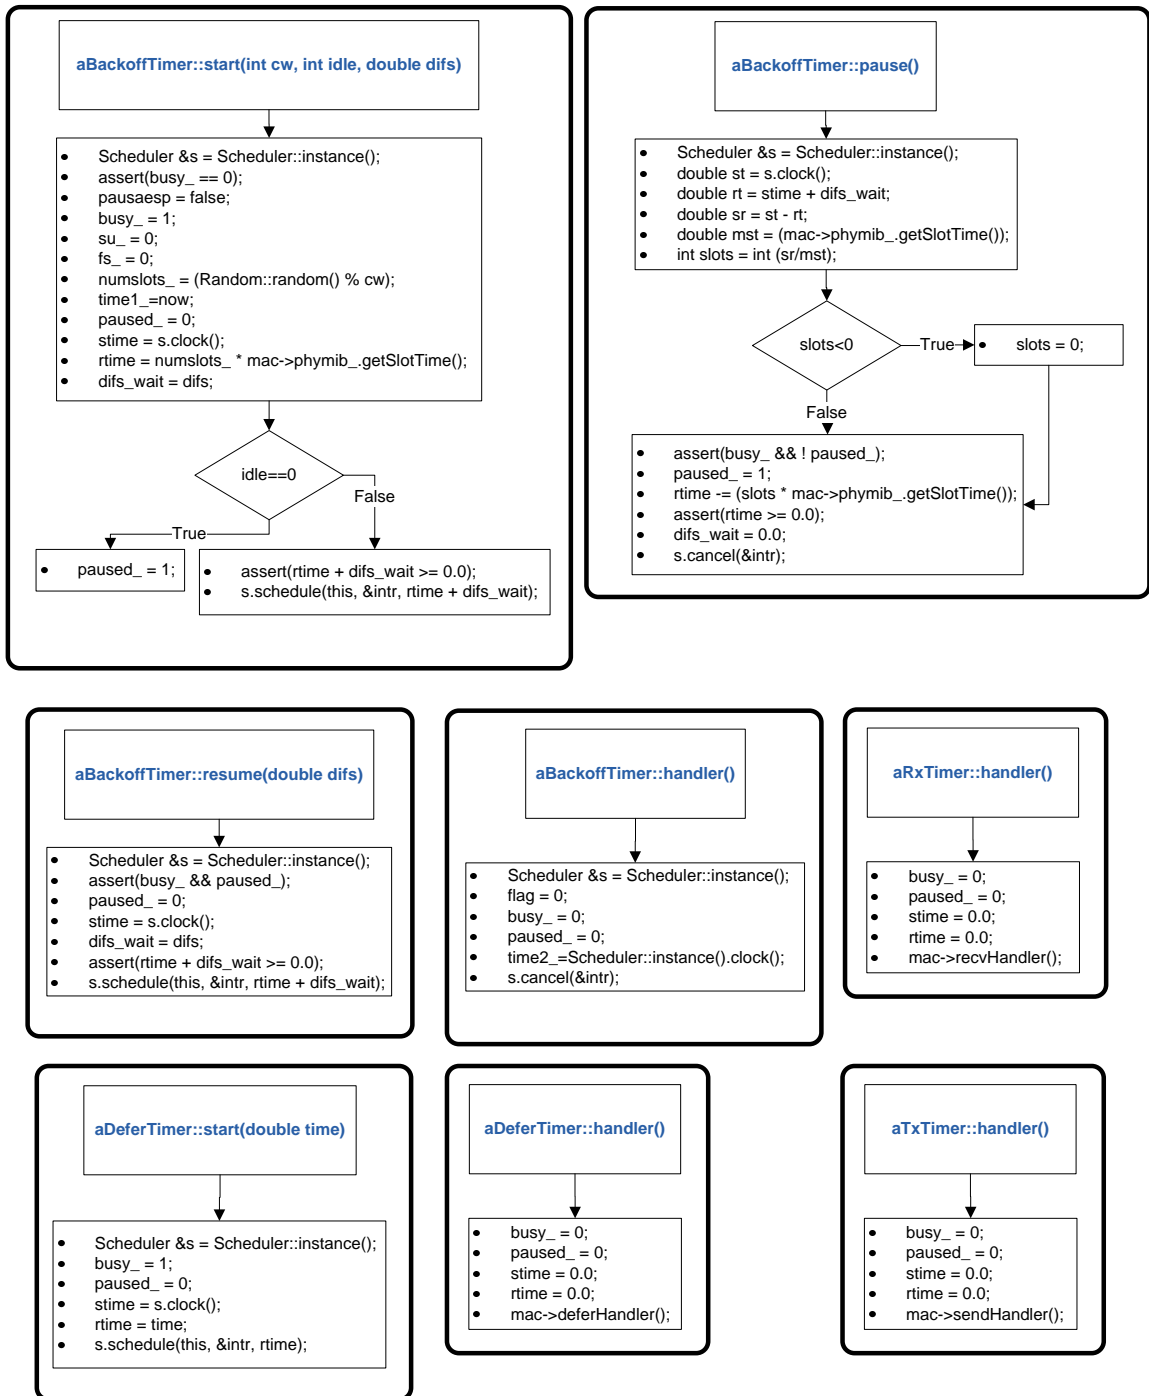 aBackoffTimer::start(int cw, int idle, double difs)
• Scheduler &s = Scheduler::instance();
• assert(busy_ == 0);
• pausaesp = false;
• busy_ = 1;
• su_ = 0;
• fs_ = 0;
• numslots_ = (Random::random() % cw);
• time1_=now;
• paused_ = 0;
• stime = s.clock();
• rtime = numslots_ * mac->phymib_.getSlotTime();
• difs_wait = difs;
idle==0
False
True
• paused_ = 1;
• assert(rtime + difs_wait >= 0.0);
• s.schedule(this, &intr, rtime + difs_wait);
aBackoffTimer::pause()
• Scheduler &s = Scheduler::instance();
• double st = s.clock();
• double rt = stime + difs_wait;
• double sr = st - rt;
• double mst = (mac->phymib_.getSlotTime());
• int slots = int (sr/mst);
slots<0
True
• slots = 0;
False
• assert(busy_ && ! paused_);
• paused_ = 1;
• rtime -= (slots * mac->phymib_.getSlotTime());
• assert(rtime >= 0.0);
• difs_wait = 0.0;
• s.cancel(&intr);
aBackoffTimer::resume(double difs)
• Scheduler &s = Scheduler::instance();
• assert(busy_ && paused_);
• paused_ = 0;
• stime = s.clock();
• difs_wait = difs;
• assert(rtime + difs_wait >= 0.0);
• s.schedule(this, &intr, rtime + difs_wait);
aBackoffTimer::handler()
• Scheduler &s = Scheduler::instance();
• flag = 0;
• busy_ = 0;
• paused_ = 0;
• time2_=Scheduler::instance().clock();
• s.cancel(&intr);
aRxTimer::handler()
• busy_ = 0;
• paused_ = 0;
• stime = 0.0;
• rtime = 0.0;
• mac->recvHandler();
aDeferTimer::start(double time)
• Scheduler &s = Scheduler::instance();
• busy_ = 1;
• paused_ = 0;
• stime = s.clock();
• rtime = time;
• s.schedule(this, &intr, rtime);
aDeferTimer::handler()
• busy_ = 0;
• paused_ = 0;
• stime = 0.0;
• rtime = 0.0;
• mac->deferHandler();
aTxTimer::handler()
• busy_ = 0;
• paused_ = 0;
• stime = 0.0;
• rtime = 0.0;
• mac->sendHandler();